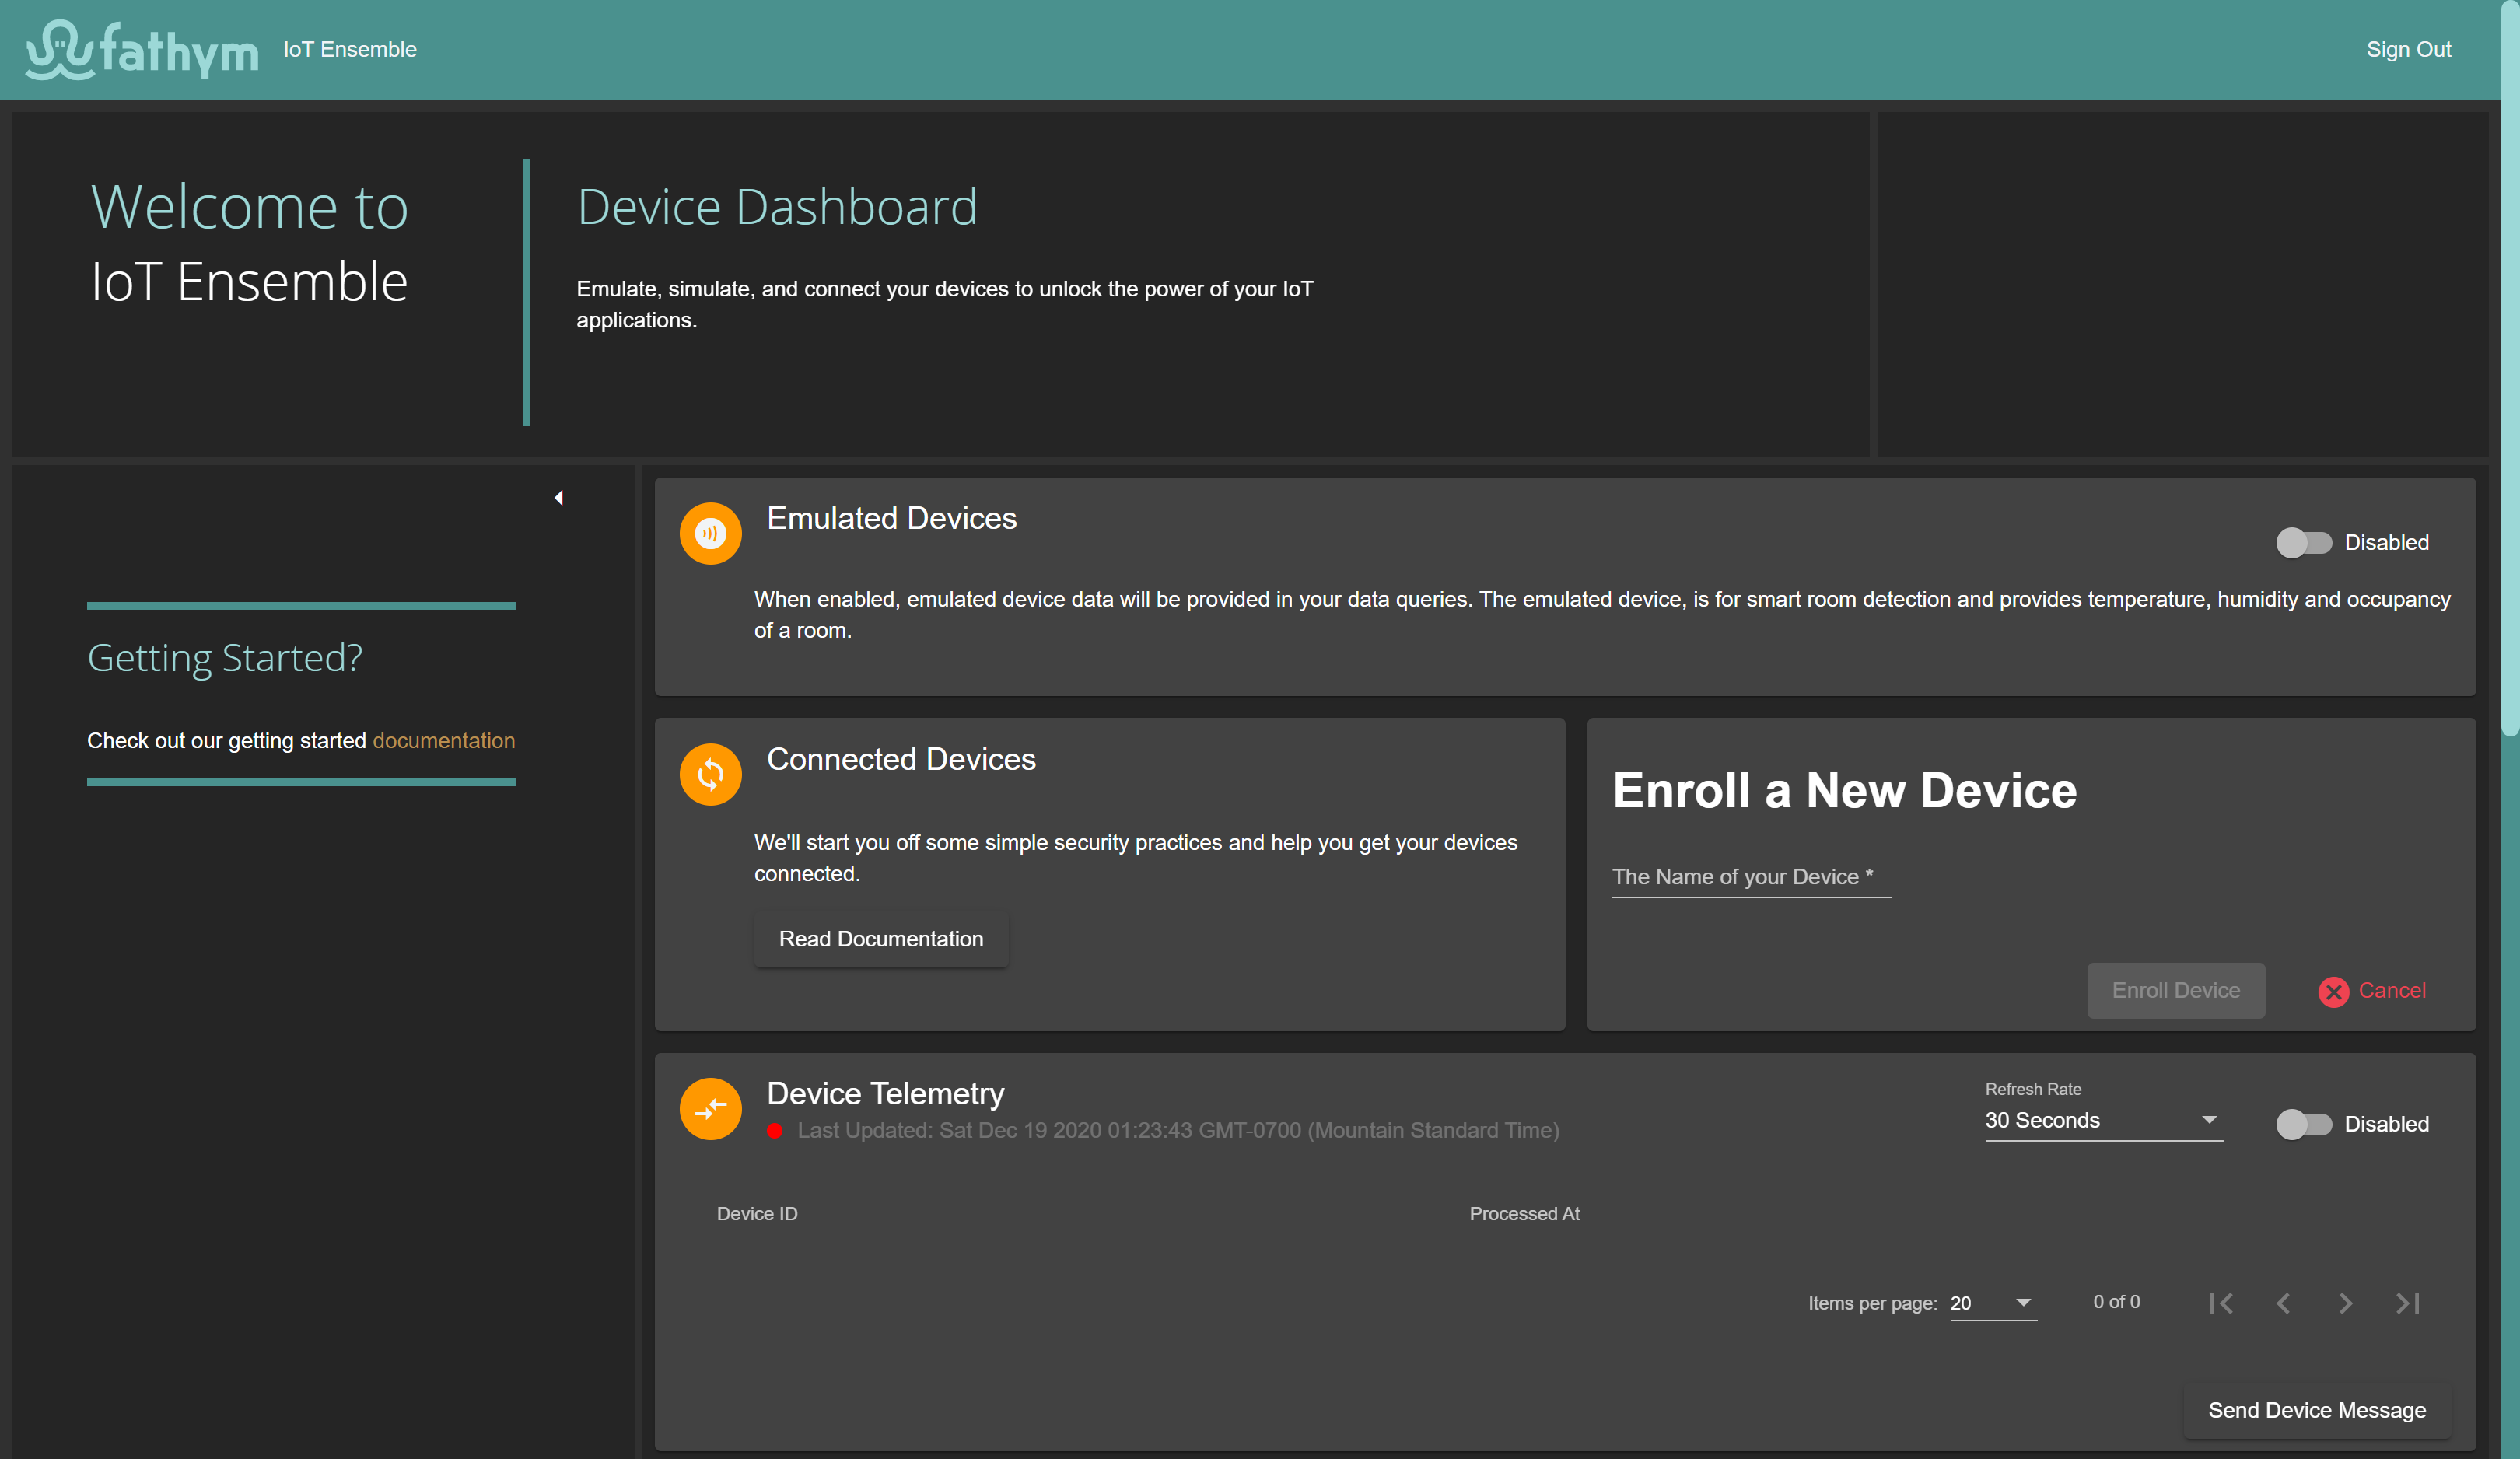 fathym
IoT Ensemble
Sign Out
Welcome to
IoT Ensemble
Device Dashboard
Emulate, simulate, and connect your devices to unlock the power of your IoT
applications.
Getting Started?
Check out our getting started documentation
Emulated Devices
Disabled
When enabled, emulated device data will be provided in your data queries. The emulated device, is for smart room detection and provides temperature, humidity and occupancy
of a room.
Connected Devices
We'll start you off some simple security practices and help you get your devices
connected.
Read Documentation
Enroll a New Device
The Name of your Device *
Enroll Device
Cancel
Device Telemetry
Last Updated: Sat Dec 19 2020 01:23:43 GMT-0700 (Mountain Standard Time)
Refresh Rate
30 Seconds
Disabled
Device ID
Processed At
Items per page: 20
0 of 0
Send Device Message